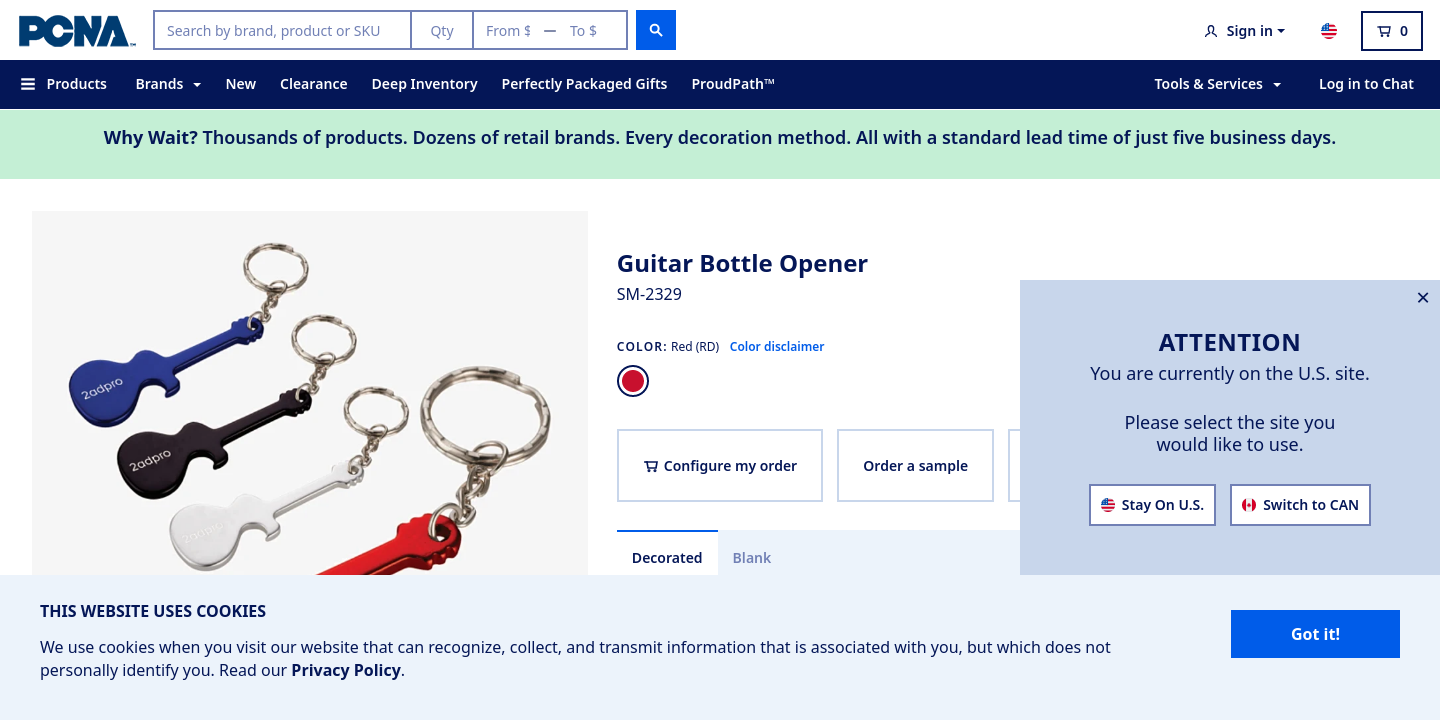 PCNA™
Search by brand, product or SKU
Qty
From $
—
To $
Sign in
0
Products
Brands
New
Clearance
Deep Inventory
Perfectly Packaged Gifts
ProudPath™
Tools & Services
Log in to Chat
Why Wait? Thousands of products. Dozens of retail brands. Every decoration method. All with a standard lead time of just five business days.
2adpro
2adpro
2adpro
Guitar Bottle Opener
SM-2329
COLOR: Red (RD) Color disclaimer
Configure my order
Order a sample
Decorated
Blank
×
ATTENTION
You are currently on the U.S. site.
Please select the site you
would like to use.
Stay On U.S.
Switch to CAN
THIS WEBSITE USES COOKIES
We use cookies when you visit our website that can recognize, collect, and transmit information that is associated with you, but which does not
personally identify you. Read our Privacy Policy.
Got it!